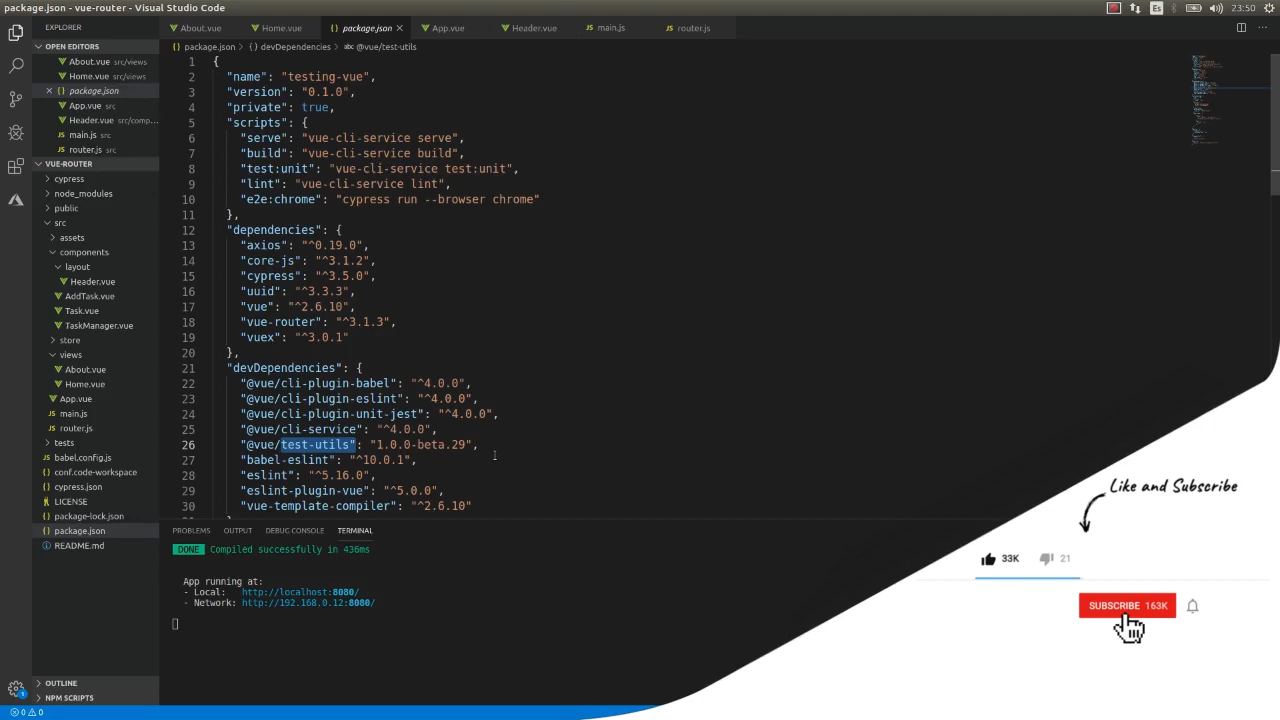 package.json - vue-router - Visual Studio Code
Es
23:50
EXPLORER
OPEN EDITORS
About.vue src/views
Home.vue src/views
package.json
App.vue src
Header.vue src/comp...
main.js src
router.js src
VUE-ROUTER
cypress
node_modules
public
src
assets
components
layout
Header.vue
AddTask.vue
Task.vue
TaskManager.vue
store
views
About.vue
Home.vue
App.vue
main.js
router.js
tests
babel.config.js
conf.code-workspace
cypress.json
LICENSE
package-lock.json
package.json
README.md
OUTLINE
NPM SCRIPTS
1
0 0
About.vue Home.vue package.json App.vue Header.vue main.js router.js
package.json > {} devDependencies > abc @vue/test-utils
1 {
2 "name": "testing-vue",
3 "version": "0.1.0",
4 "private": true,
5 "scripts": {
6 "serve": "vue-cli-service serve",
7 "build": "vue-cli-service build",
8 "test:unit": "vue-cli-service test:unit",
9 "lint": "vue-cli-service lint",
10 "e2e:chrome": "cypress run --browser chrome"
11 },
12 "dependencies": {
13 "axios": "^0.19.0",
14 "core-js": "^3.1.2",
15 "cypress": "^3.5.0",
16 "uuid": "^3.3.3",
17 "vue": "^2.6.10",
18 "vue-router": "^3.1.3",
19 "vuex": "^3.0.1"
20 },
21 "devDependencies": {
22 "@vue/cli-plugin-babel": "^4.0.0",
23 "@vue/cli-plugin-eslint": "^4.0.0",
24 "@vue/cli-plugin-unit-jest": "^4.0.0",
25 "@vue/cli-service": "^4.0.0",
26 "@vue/test-utils": "1.0.0-beta.29",
27 "babel-eslint": "^10.0.1",
28 "eslint": "^5.16.0",
29 "eslint-plugin-vue": "^5.0.0",
30 "vue-template-compiler": "^2.6.10"
PROBLEMS OUTPUT DEBUG CONSOLE TERMINAL
DONE Compiled successfully in 436ms
App running at:
- Local: http://localhost:8080/
- Network: http://192.168.0.12:8080/
Like and Subscribe
33K 21
SUBSCRIBE 163K